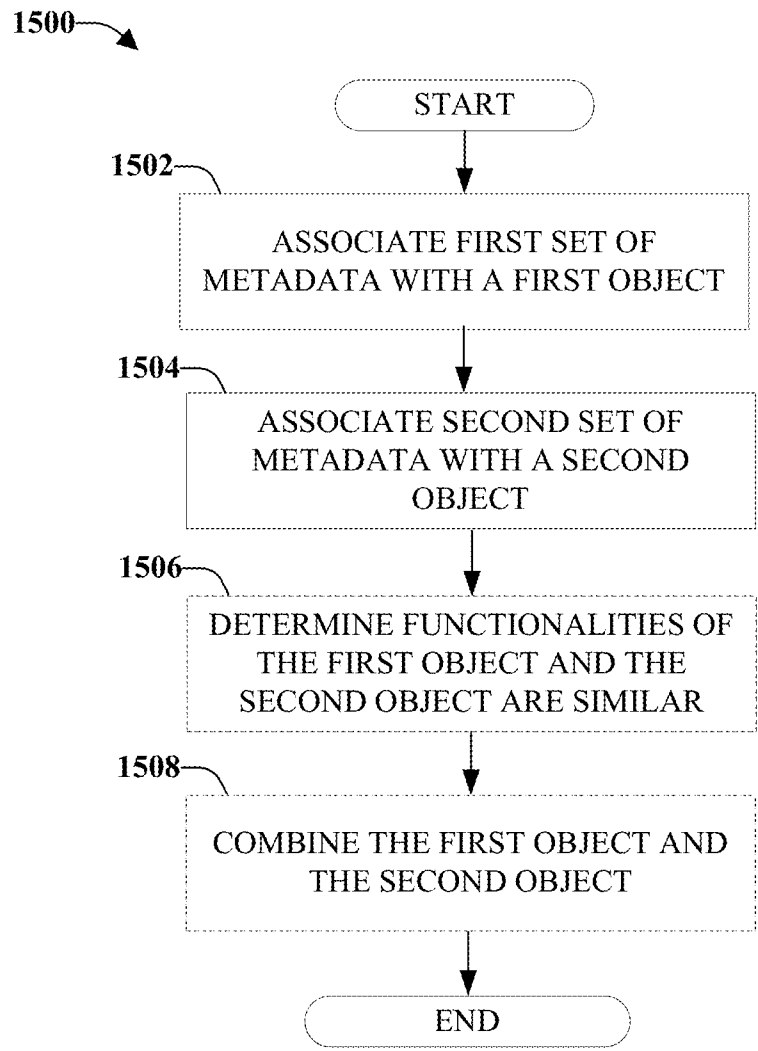 1500
START
1502
ASSOCIATE FIRST SET OF
METADATA WITH A FIRST OBJECT
1504
ASSOCIATE SECOND SET OF
METADATA WITH A SECOND
OBJECT
1506
DETERMINE FUNCTIONALITIES OF
THE FIRST OBJECT AND THE
SECOND OBJECT ARE SIMILAR
1508
COMBINE THE FIRST OBJECT AND
THE SECOND OBJECT
END